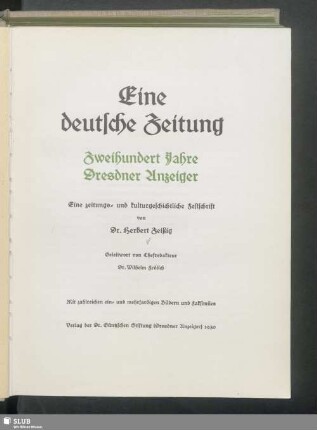 Eine
deutsche Zeitung
Zweihundert Jahre
Dresdner Anzeiger
Eine zeitungs- und kulturgeschichtliche Festschrift
von
Dr. Herbert Zeißig
Geleitwort von Chefredakteur
Dr. Wilhelm Frölich
Mit zahlreichen ein- und mehrfarbigen Bildern und Faksimiles
Verlag der Dr. Güntzschen Stiftung (Dresdner Anzeiger) 1930
SLUB